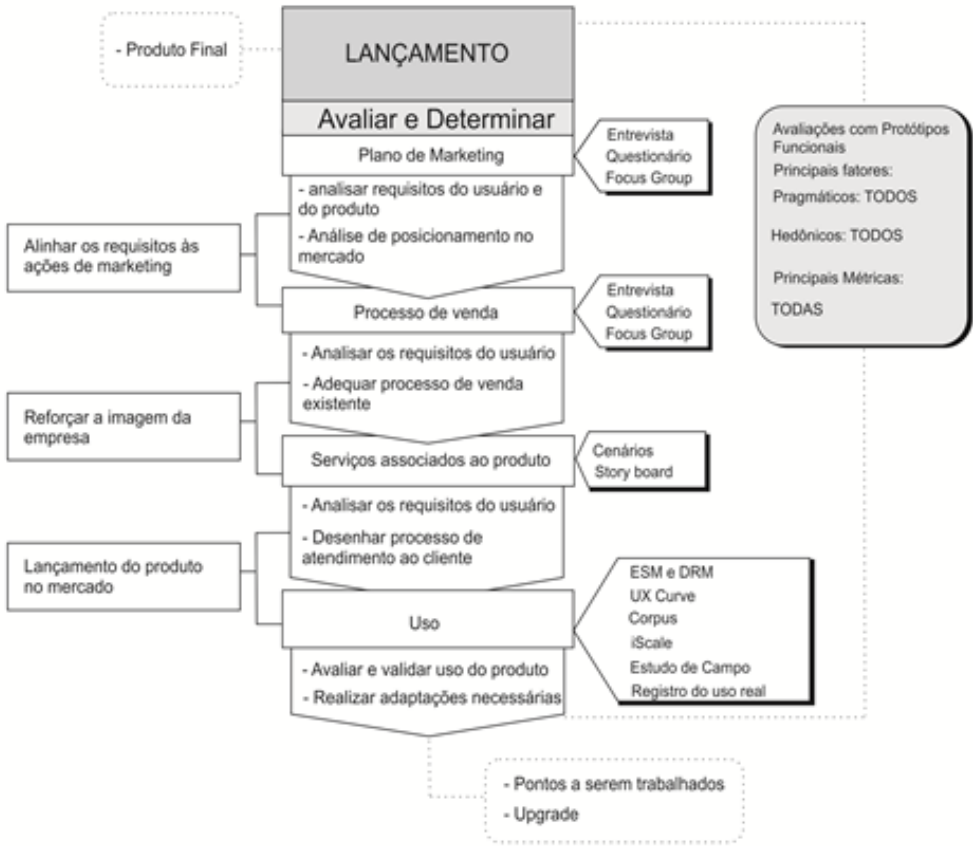 - Produto Final
LANÇAMENTO
Avaliar e Determinar
Plano de Marketing
Entrevista
Questionário
Focus Group
- analisar requisitos do usuário e
do produto
- Análise de posicionamento no
mercado
Alinhar os requisitos às
ações de marketing
Processo de venda
Entrevista
Questionário
Focus Group
- Analisar os requisitos do usuário
- Adequar processo de venda
existente
Reforçar a imagem da
empresa
Serviços associados ao produto
Cenários
Story board
- Analisar os requisitos do usuário
- Desenhar processo de
atendimento ao cliente
Lançamento do produto
no mercado
Uso
ESM e DRM
UX Curve
Corpus
iScale
Estudo de Campo
Registro do uso real
- Avaliar e validar uso do produto
- Realizar adaptações necessárias
- Pontos a serem trabalhados
- Upgrade
Avaliações com Protótipos
Funcionais
Principais fatores:
Pragmáticos: TODOS
Hedônicos: TODOS
Principais Métricas:
TODAS